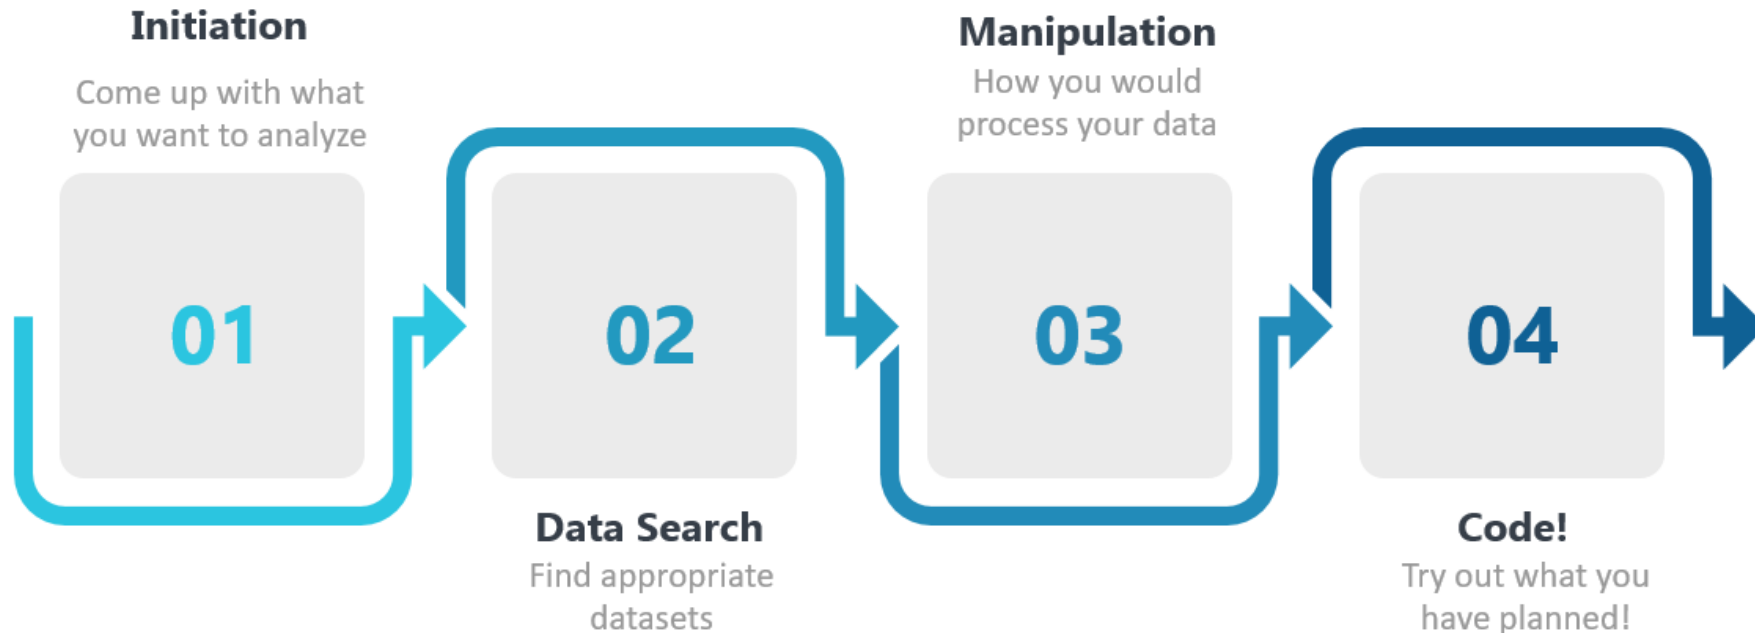 Initiation
Come up with what
you want to analyze
01
02
Data Search
Find appropriate
datasets
Manipulation
How you would
process your data
03
04
Code!
Try out what you
have planned!